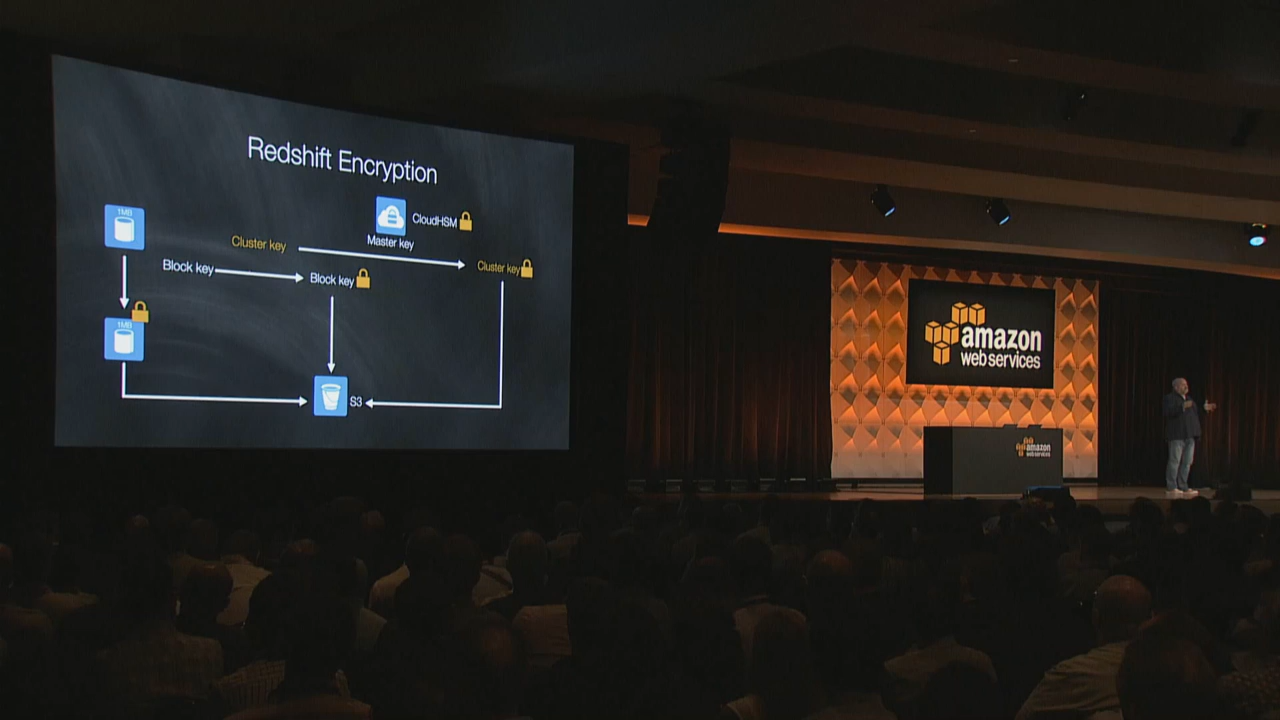 Redshift Encryption
1MB
CloudHSM
Master key
Cluster key
Cluster key
Block key
Block key
1MB
S3
amazon
web services
amazon
web services